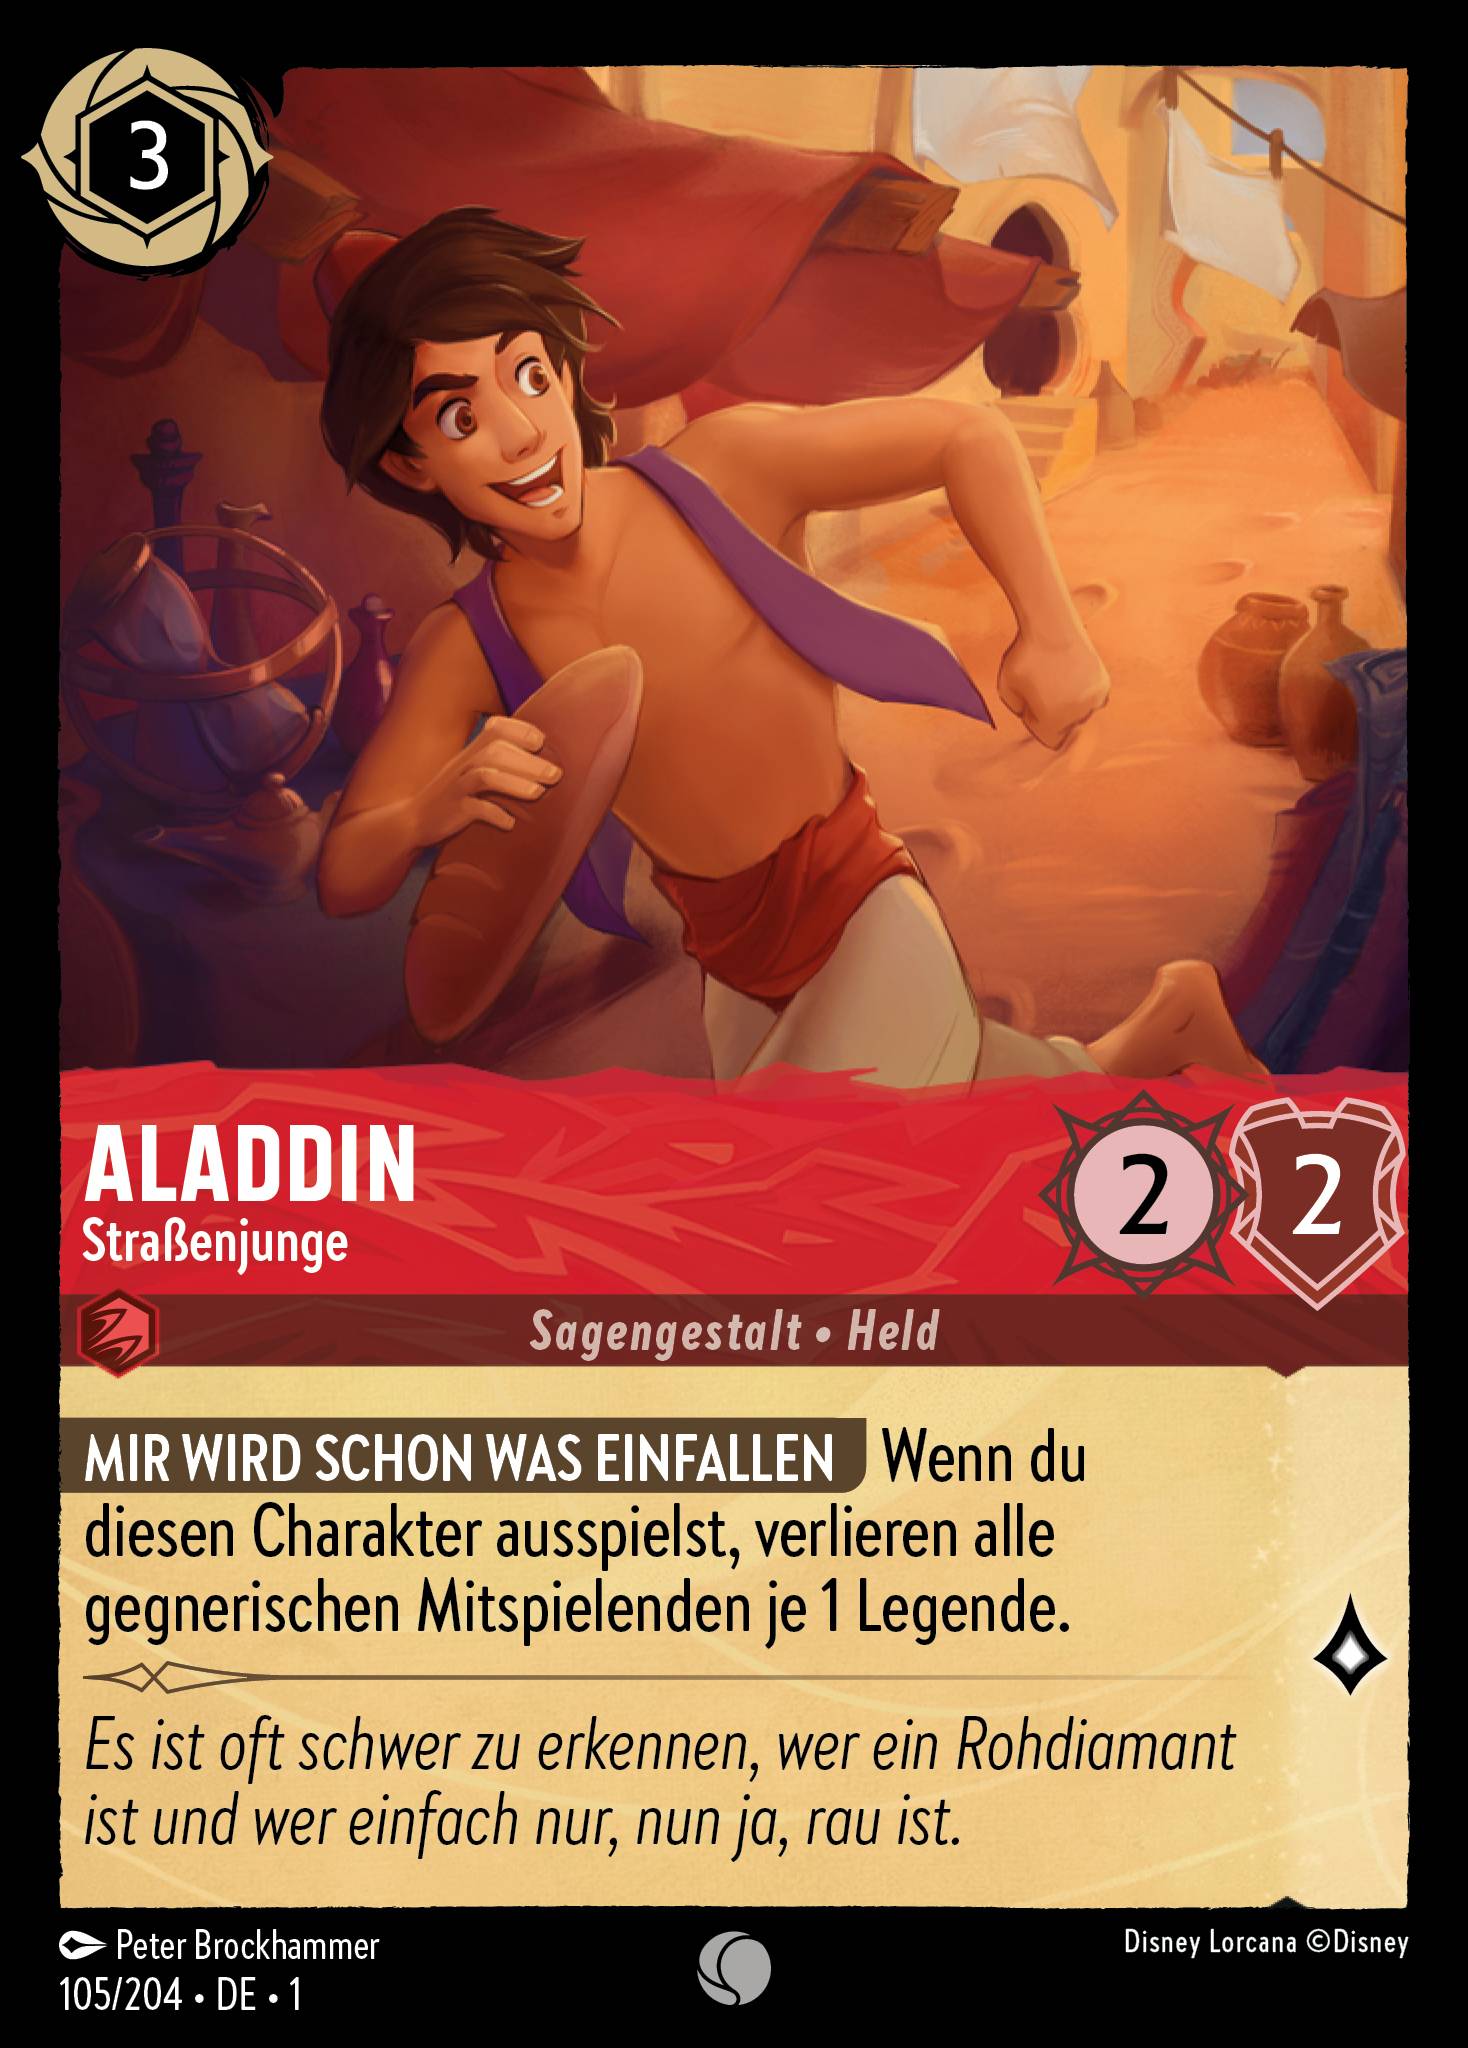 3
ALADDIN
Straßenjunge
2 2
Sagengestalt • Held
MIR WIRD SCHON WAS EINFALLEN Wenn du
diesen Charakter ausspielst, verlieren alle
gegnerischen Mitspielenden je 1 Legende.
Es ist oft schwer zu erkennen, wer ein Rohdiamant
ist und wer einfach nur, nun ja, rau ist.
Peter Brockhammer
Disney Lorcana ©Disney
105/204 • DE • 1